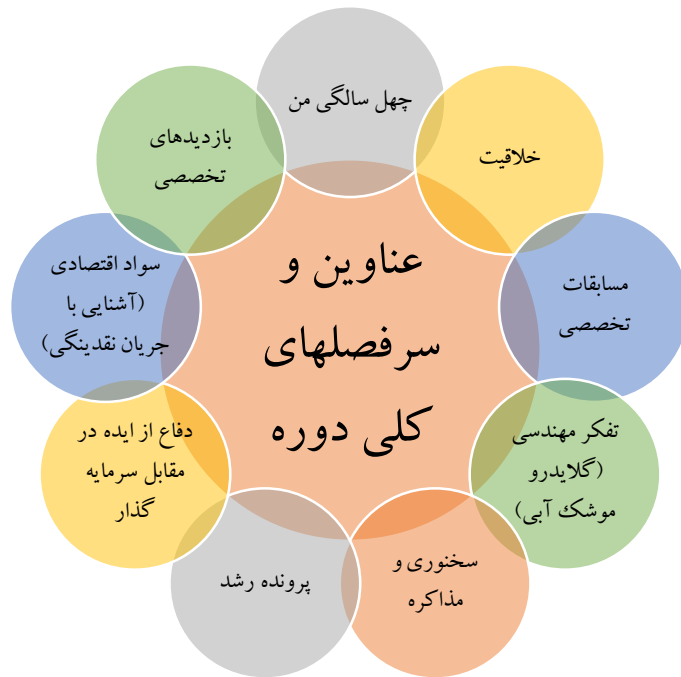 عناوین و
سرفصلهای
کلی دوره
چهل سالگی من
خلاقیت
مسابقات
تخصصی
تفکر مهندسی
(گلایدرو
موشک آبی)
سخنوری و
مذاکره
پرونده رشد
دفاع از ایده در
مقابل سرمایه
گذار
سواد اقتصادی
(آشنایی با
جریان نقدینگی)
بازدیدهای
تخصصی